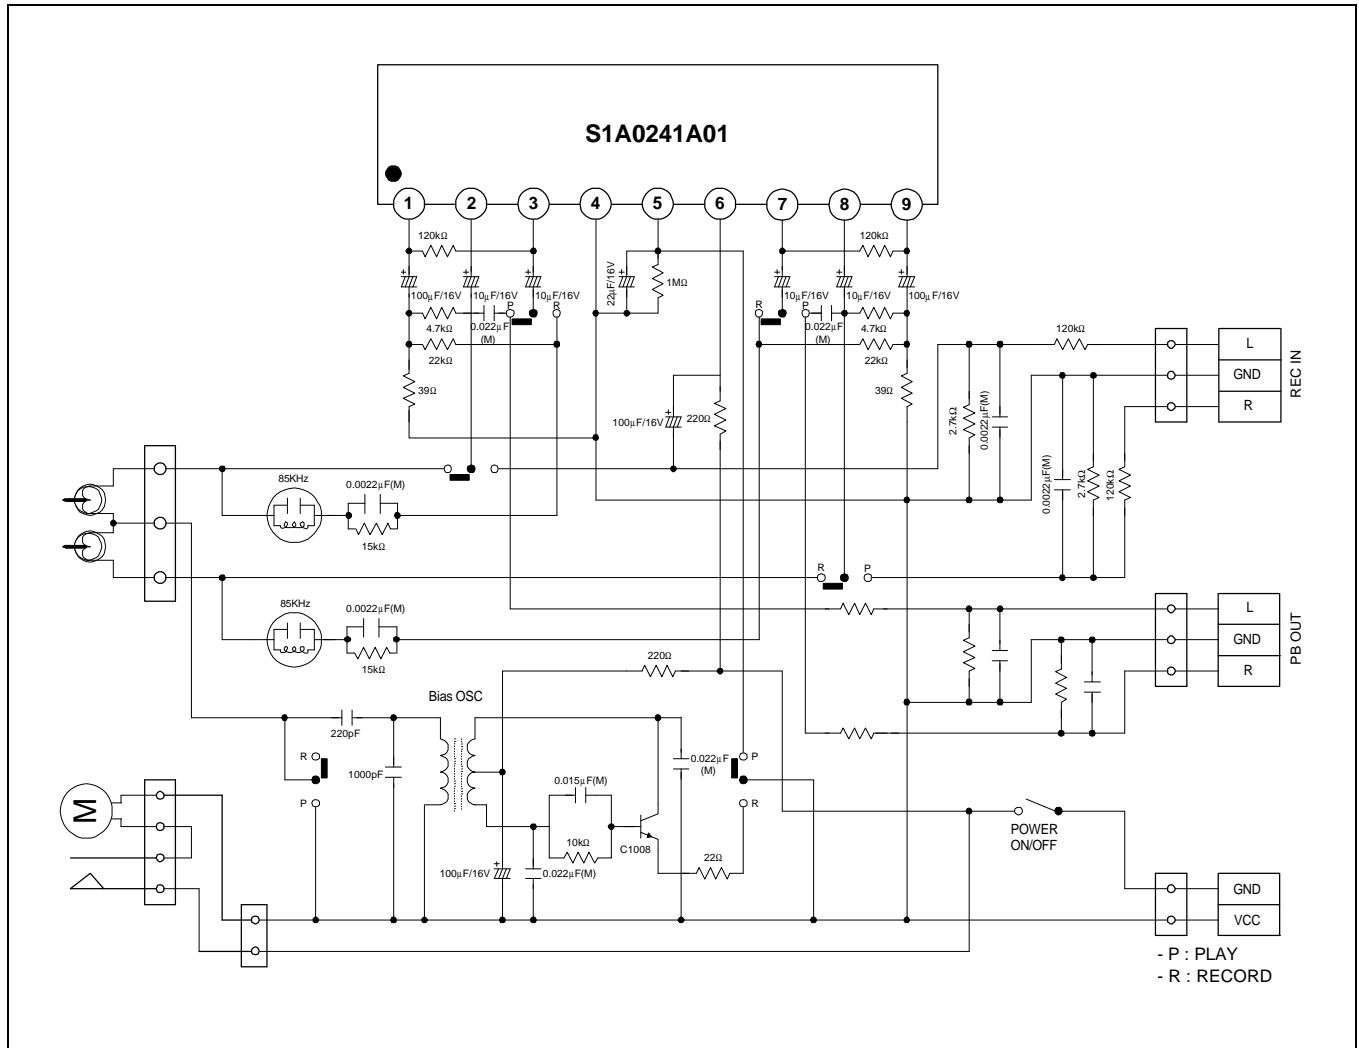 S1A0241A01
1 2 3 4 5 6 7 8 9
120kΩ 120kΩ
100μF/16V 10μF/16V 10μF/16V 22μF/16V 1MΩ 10μF/16V 10μF/16V 100μF/16V
P R R P
4.7kΩ 0.022μF (M) 0.022μF (M) 4.7kΩ
22kΩ 22kΩ
120kΩ
39Ω 39Ω
100μF/16V 220Ω
2.7kΩ 0.0022μF(M)
0.0022μF(M) 2.7kΩ 120kΩ
L
GND
R
REC IN
85KHz 0.0022μF(M)
15kΩ
R P
85KHz 0.0022μF(M)
15kΩ
L
GND
R
PB OUT
220Ω
Bias OSC
220pF
R
1000pF
P
0.022μF (M)
P
R
0.015μF(M)
10kΩ
C1008
22Ω
100μF/16V
0.022μF(M)
M
POWER
ON/OFF
GND
VCC
- P : PLAY
- R : RECORD